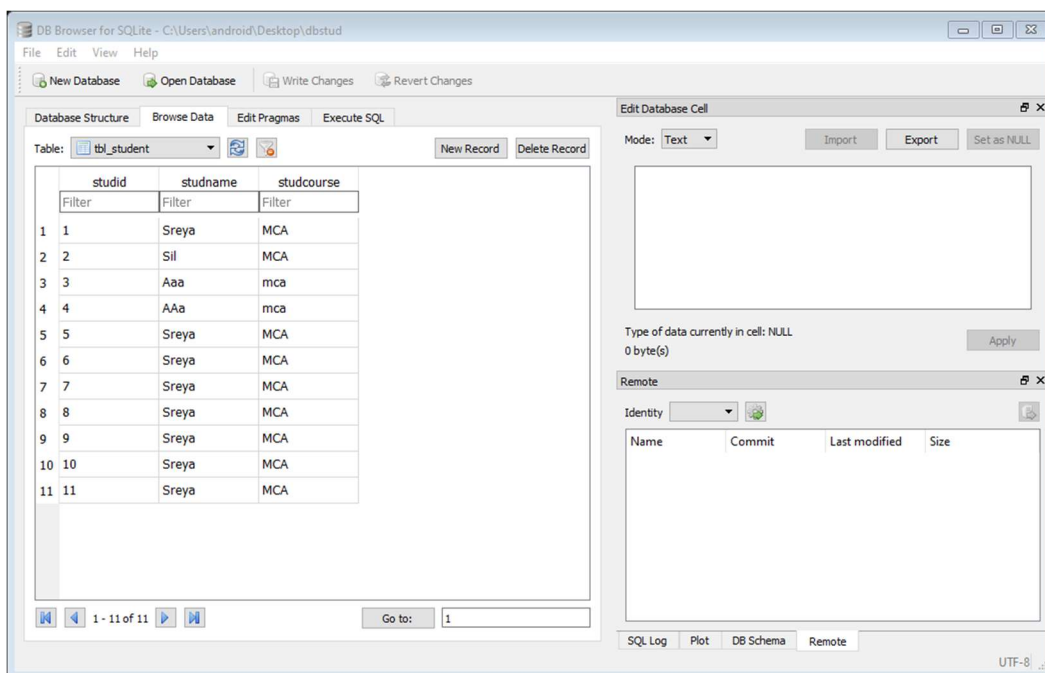 DB Browser for SQLite - C:\Users\android\Desktop\dbstud
File Edit View Help
New Database Open Database Write Changes Revert Changes
Database Structure Browse Data Edit Pragmas Execute SQL
Table: tbl_student New Record Delete Record
studid studname studcourse
Filter Filter Filter
1 1 Sreya MCA
2 2 Sil MCA
3 3 Aaa mca
4 4 AAa mca
5 5 Sreya MCA
6 6 Sreya MCA
7 7 Sreya MCA
8 8 Sreya MCA
9 9 Sreya MCA
10 10 Sreya MCA
11 11 Sreya MCA
1 - 11 of 11 Go to: 1
Edit Database Cell
Mode: Text Import Export Set as NULL
Type of data currently in cell: NULL
0 byte(s)
Apply
Remote
Identity
Name Commit Last modified Size
SQL Log Plot DB Schema Remote
UTF-8